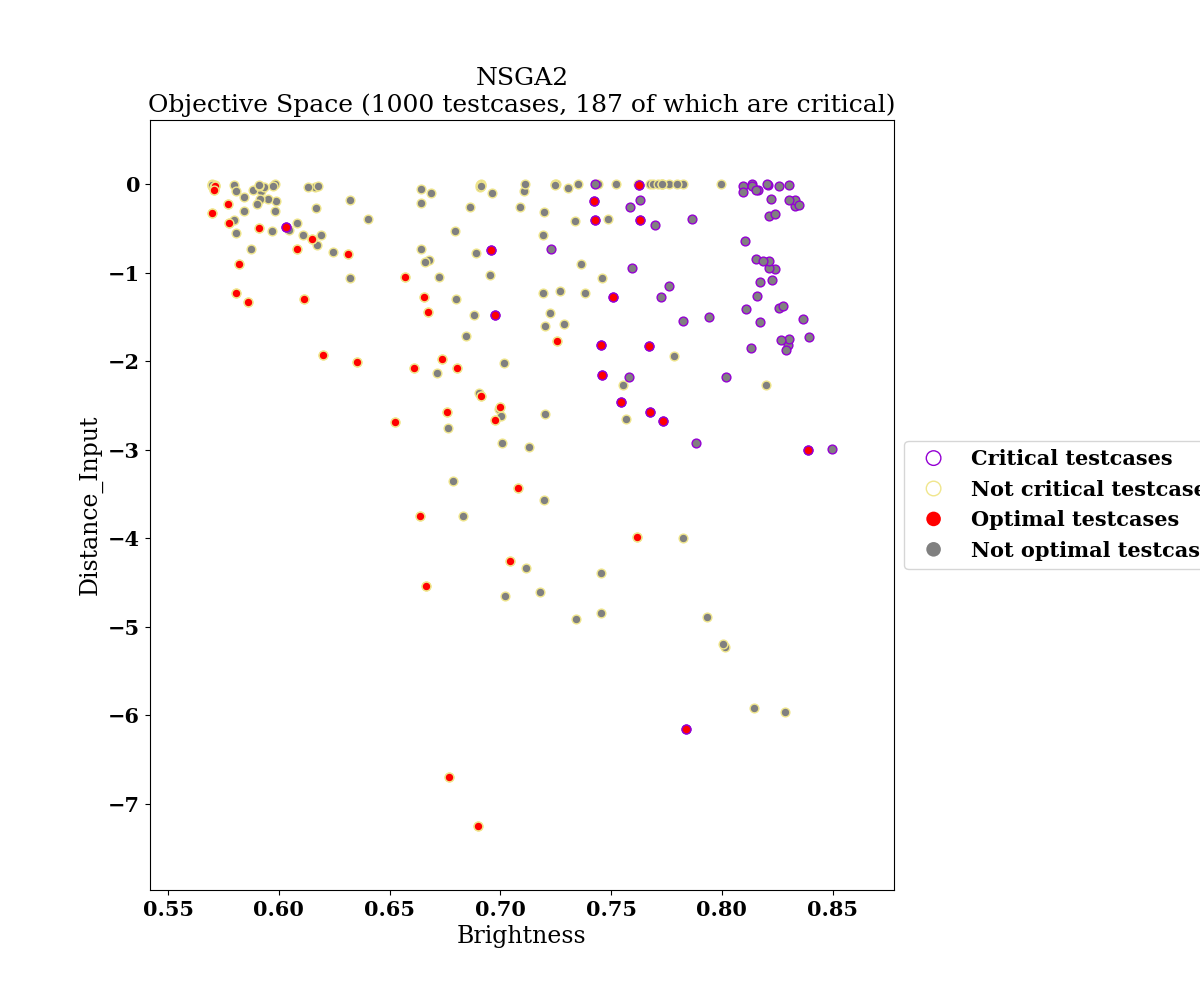 NSGA2
Objective Space (1000 testcases, 187 of which are critical)
0
−1
−2
−3
−4
−5
−6
−7
Distance_Input
0.55 0.60 0.65 0.70 0.75 0.80 0.85
Brightness
Critical testcases
Not critical testcase
Optimal testcases
Not optimal testcas